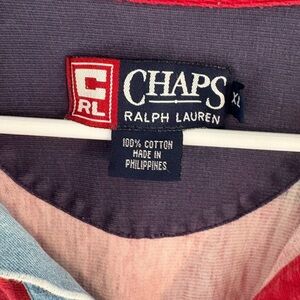 C
RL
CHAPS
XL
RALPH LAUREN
100% COTTON
MADE IN
PHILIPPINES